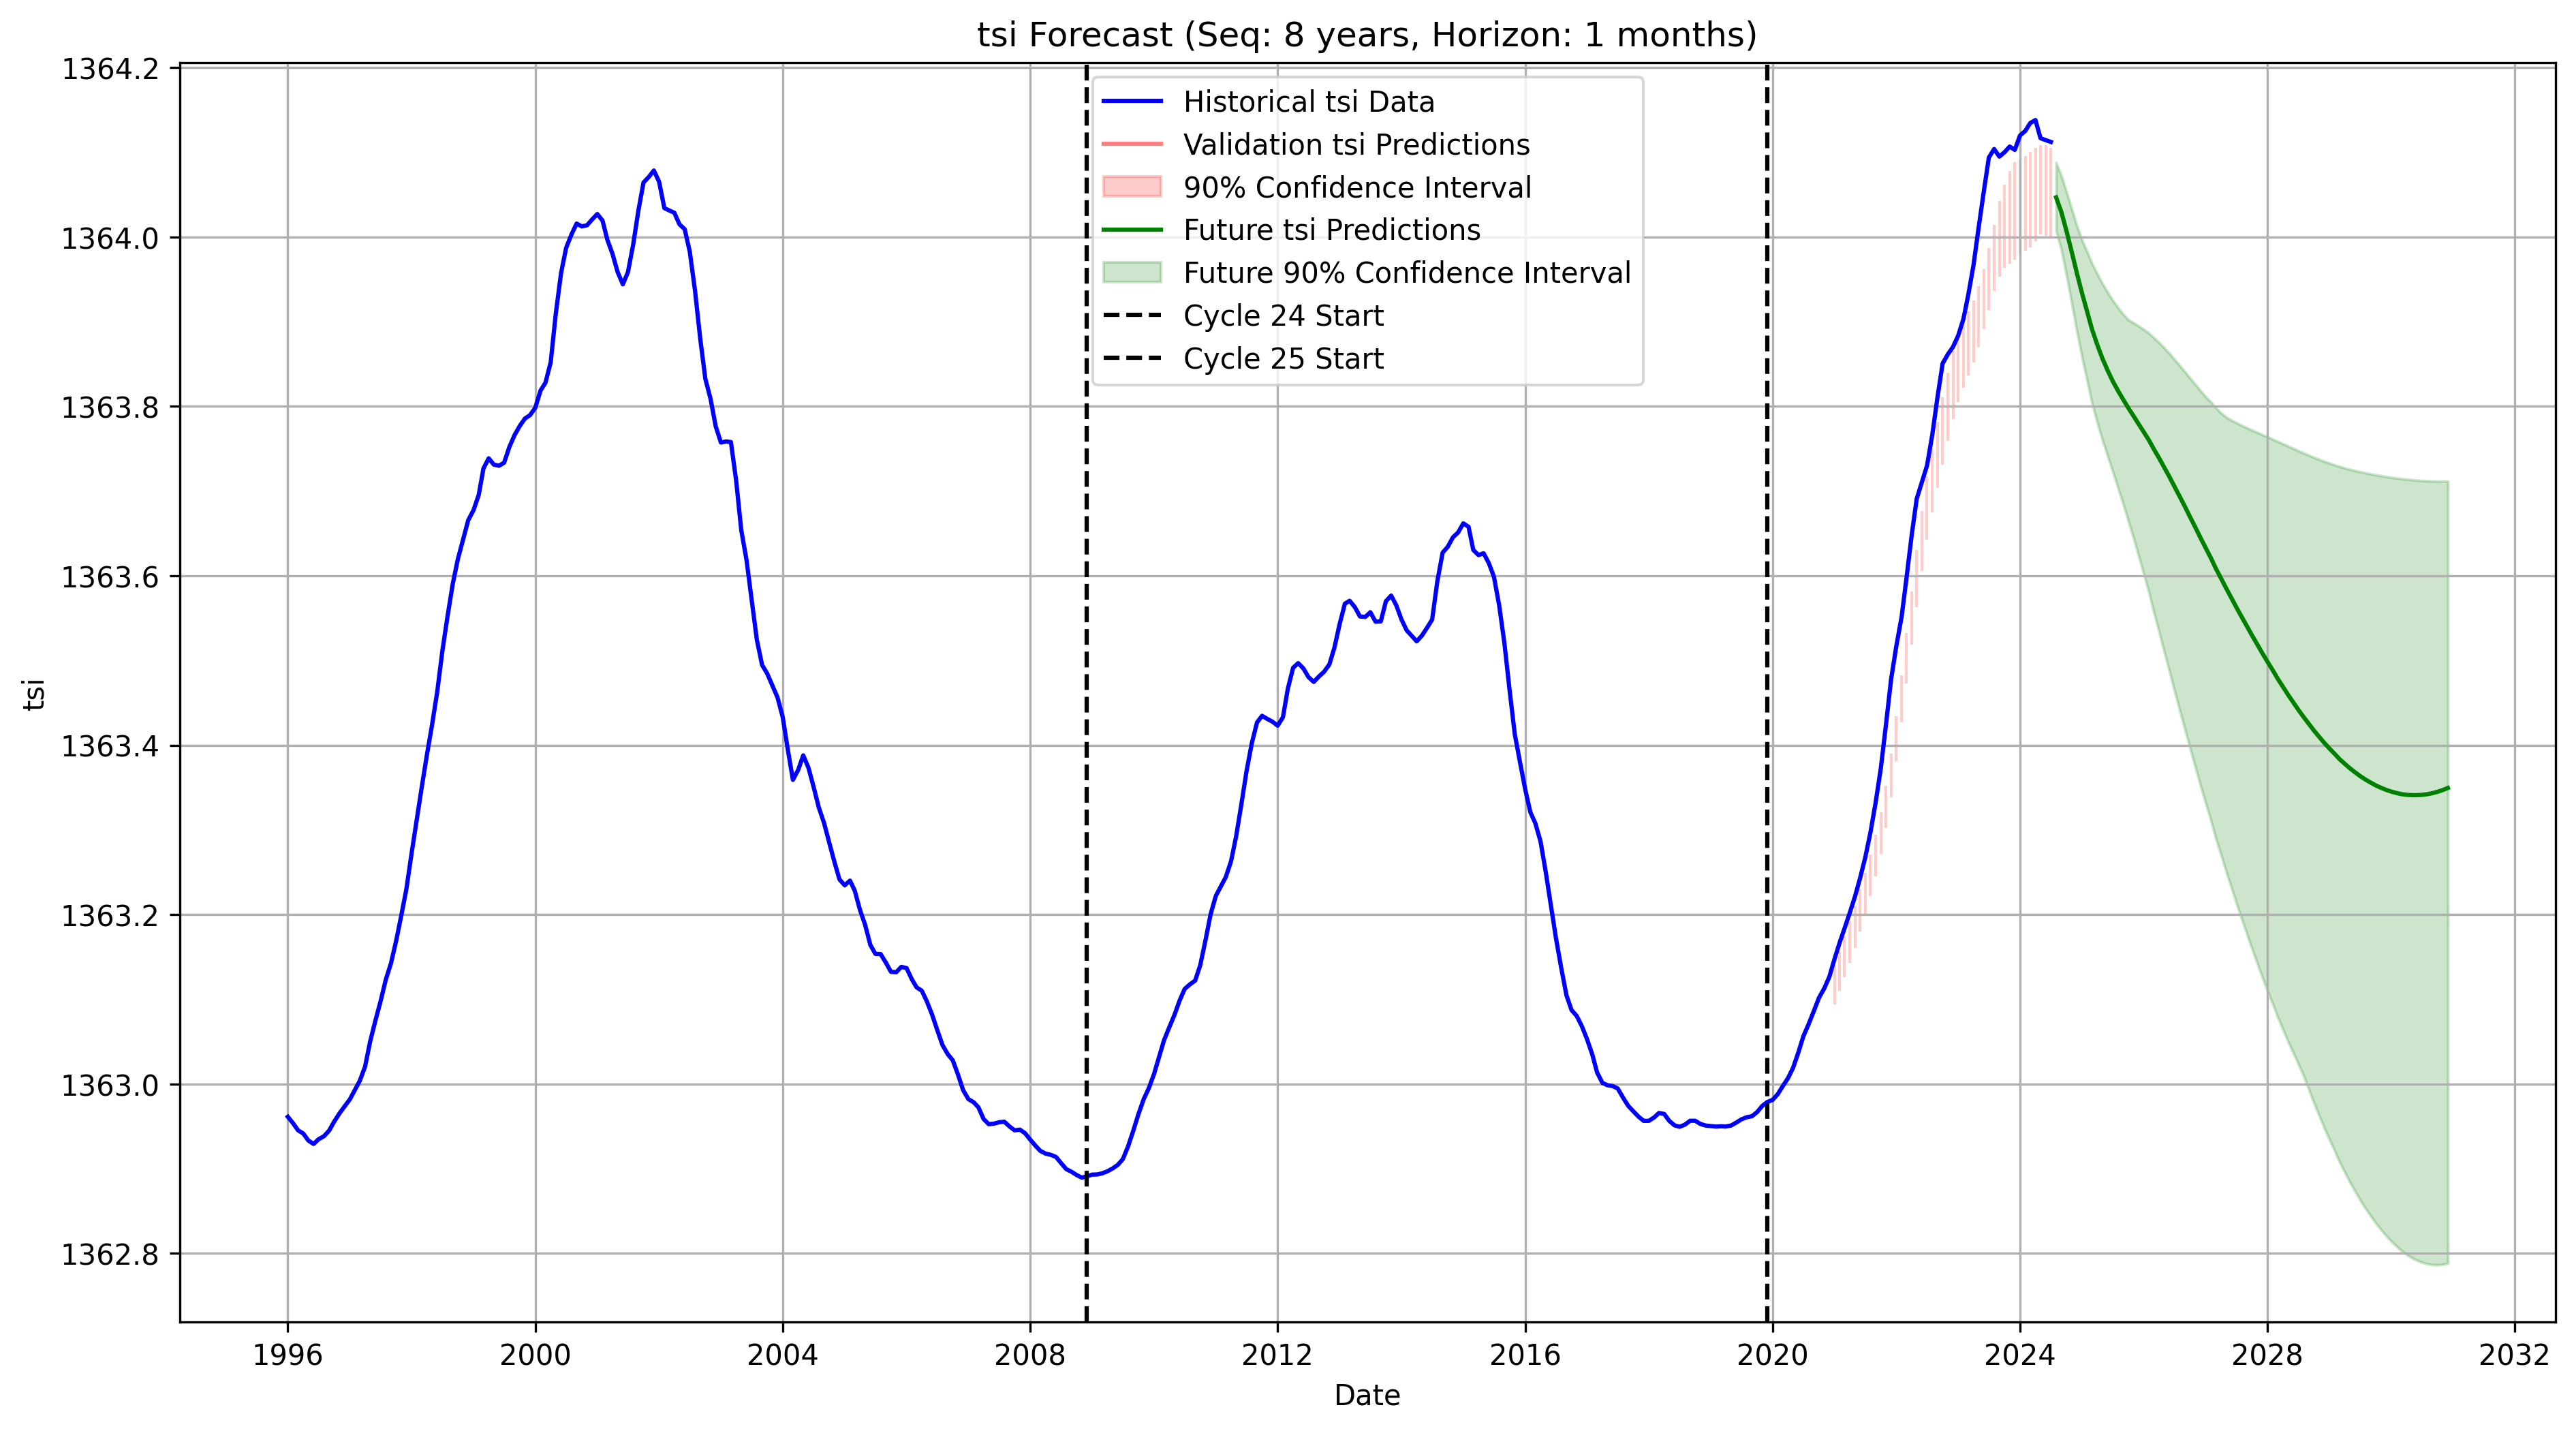 tsi Forecast (Seq: 8 years, Horizon: 1 months)
Historical tsi Data
Validation tsi Predictions
90% Confidence Interval
Future tsi Predictions
Future 90% Confidence Interval
Cycle 24 Start
Cycle 25 Start
1364.2
1364.0
1363.8
1363.6
1363.4
1363.2
1363.0
1362.8
tsi
1996 2000 2004 2008 2012 2016 2020 2024 2028 2032
Date